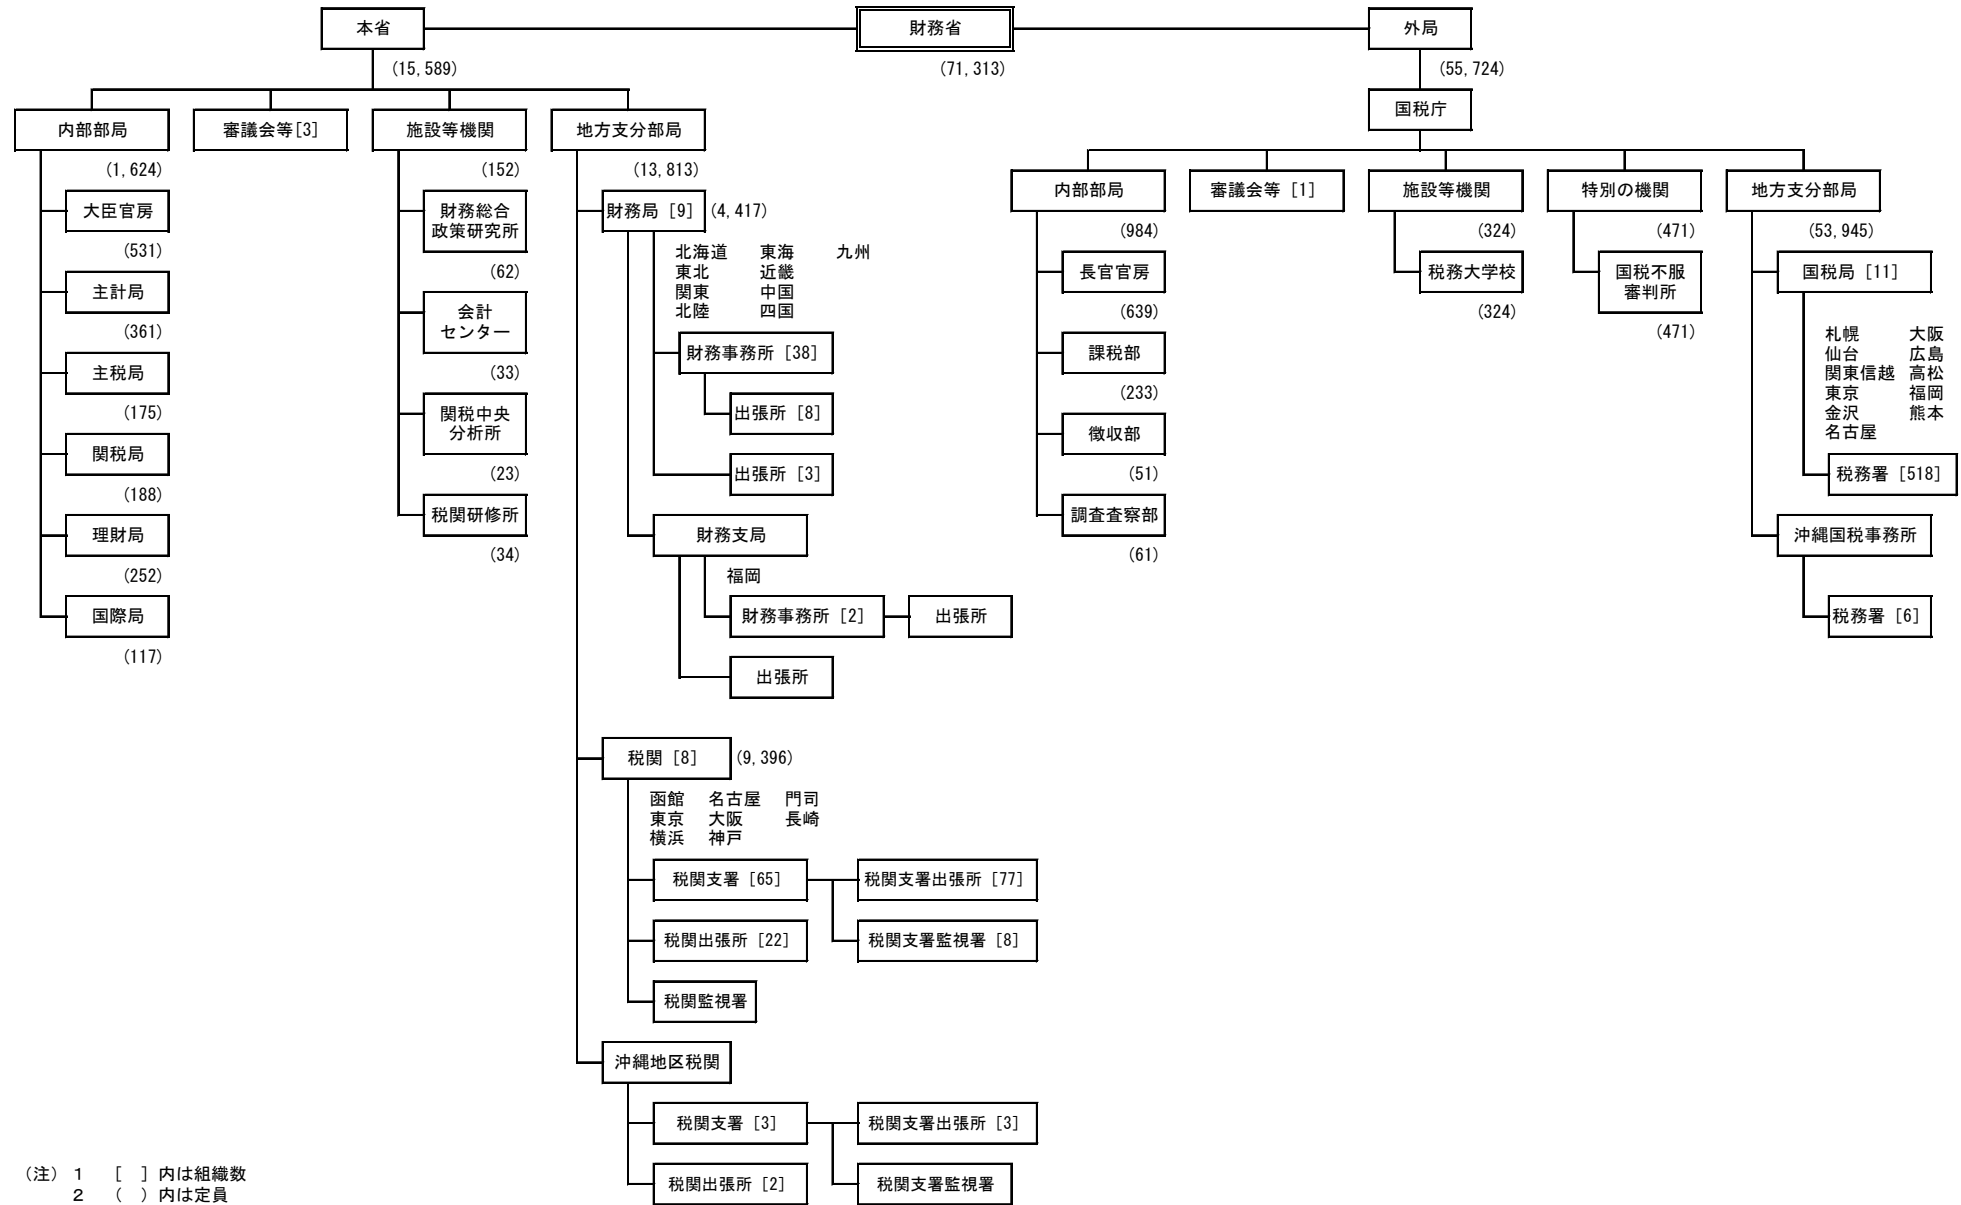 本省
財務省
外局
(15,589)
(71,313)
(55,724)
国税庁
内部部局
審議会等[3]
施設等機関
地方支分部局
(1,624)
(152)
(13,813)
大臣官房
(531)
主計局
(361)
主税局
(175)
関税局
(188)
理財局
(252)
国際局
(117)
財務総合
政策研究所
(62)
会計
センター
(33)
関税中央
分析所
(23)
税関研修所
(34)
財務局 [9]
(4,417)
北海道 東海 九州
東北 近畿
関東 中国
北陸 四国
財務事務所 [38]
出張所 [8]
出張所 [3]
財務支局
福岡
財務事務所 [2]
出張所
出張所
税関 [8]
(9,396)
函館 名古屋 門司
東京 大阪 長崎
横浜 神戸
税関支署 [65]
税関支署出張所 [77]
税関出張所 [22]
税関支署監視署 [8]
税関監視署
沖縄地区税関
税関支署 [3]
税関支署出張所 [3]
税関出張所 [2]
税関支署監視署
内部部局
審議会等 [1]
施設等機関
特別の機関
地方支分部局
(984)
(324)
(471)
(53,945)
長官官房
(639)
課税部
(233)
徴収部
(51)
調査査察部
(61)
税務大学校
(324)
国税不服
審判所
(471)
国税局 [11]
札幌 大阪
仙台 広島
関東信越 高松
東京 福岡
金沢 熊本
名古屋
税務署 [518]
沖縄国税事務所
税務署 [6]
(注) 1 [ ] 内は組織数
2 ( ) 内は定員